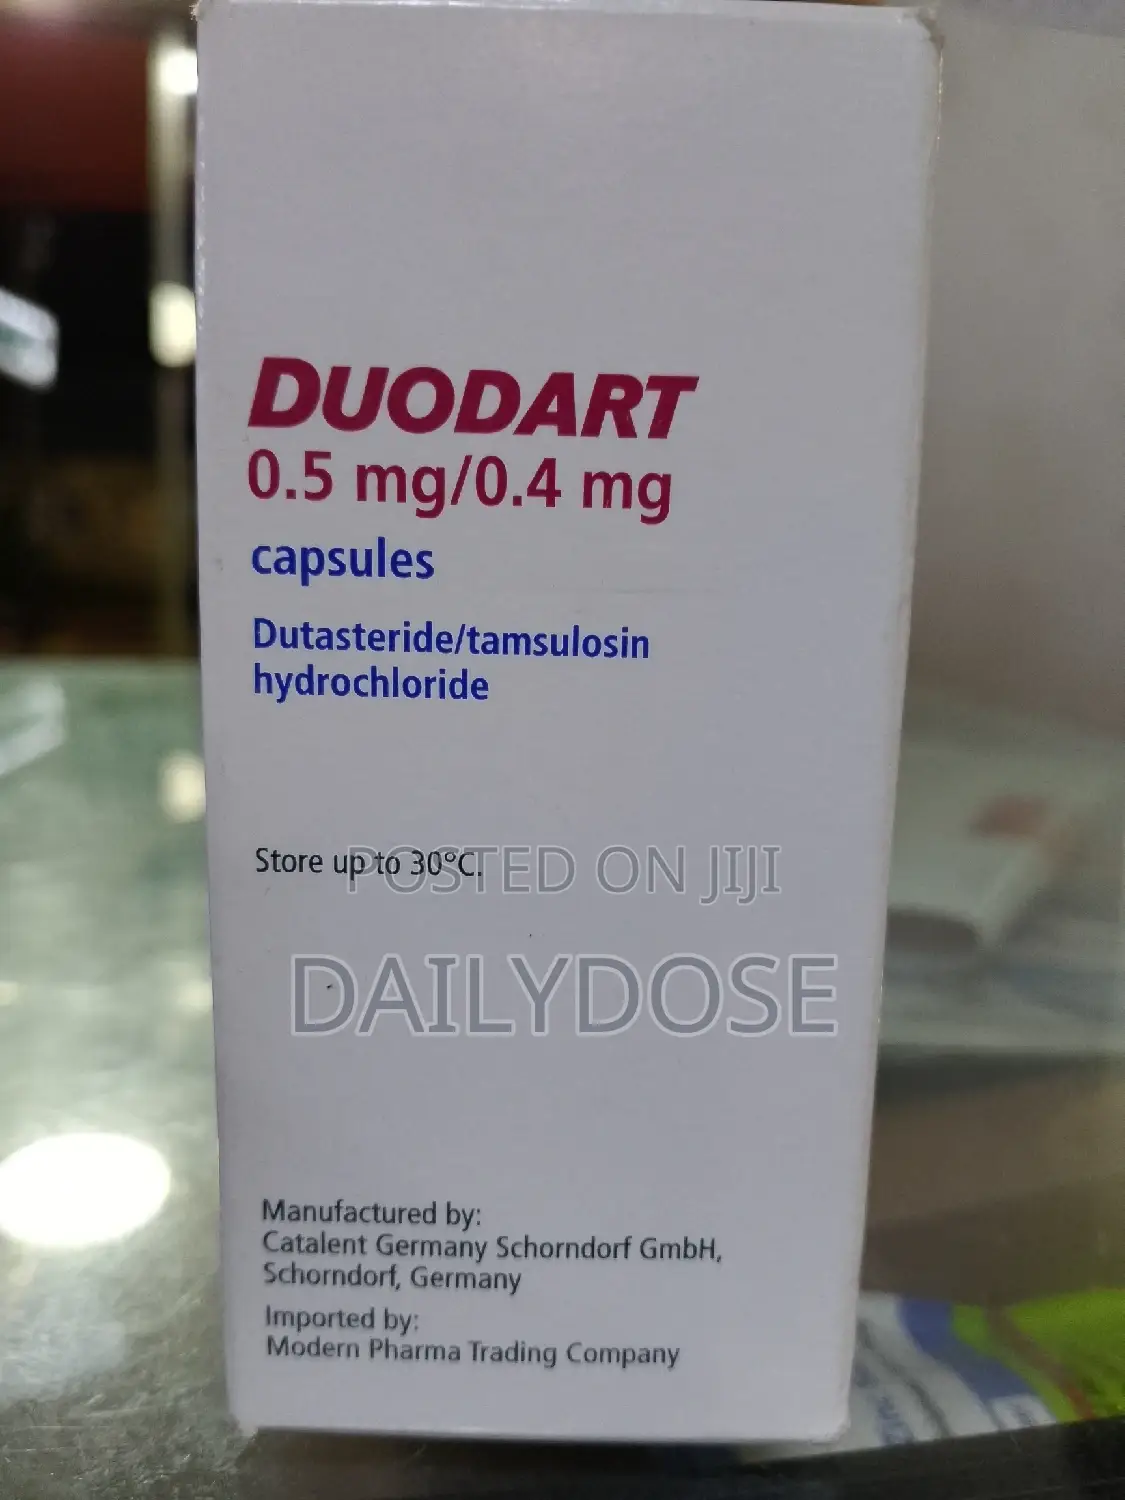 DUODART
0.5 mg/0.4 mg
capsules
Dutasteride/tamsulosin
hydrochloride
Store up to 30°C.
POSTED ON JIJI
DAILYDOSE
Manufactured by:
Catalent Germany Schorndorf GmbH,
Schorndorf, Germany
Imported by:
Modern Pharma Trading Company